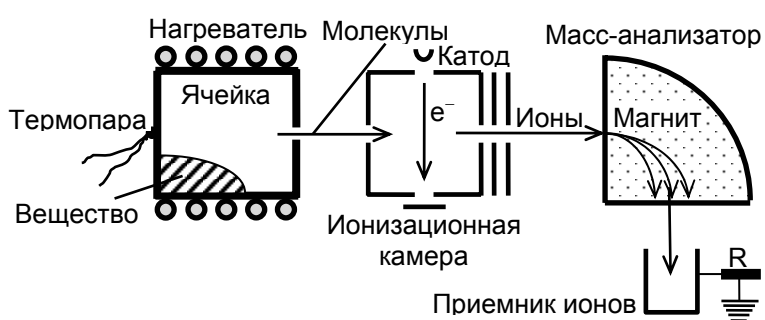 Нагреватель
Молекулы
Катод
Масс-анализатор
Ячейка
Термопара
e⁻
Ионы
Магнит
Вещество
Ионизационная
камера
R
Приемник ионов